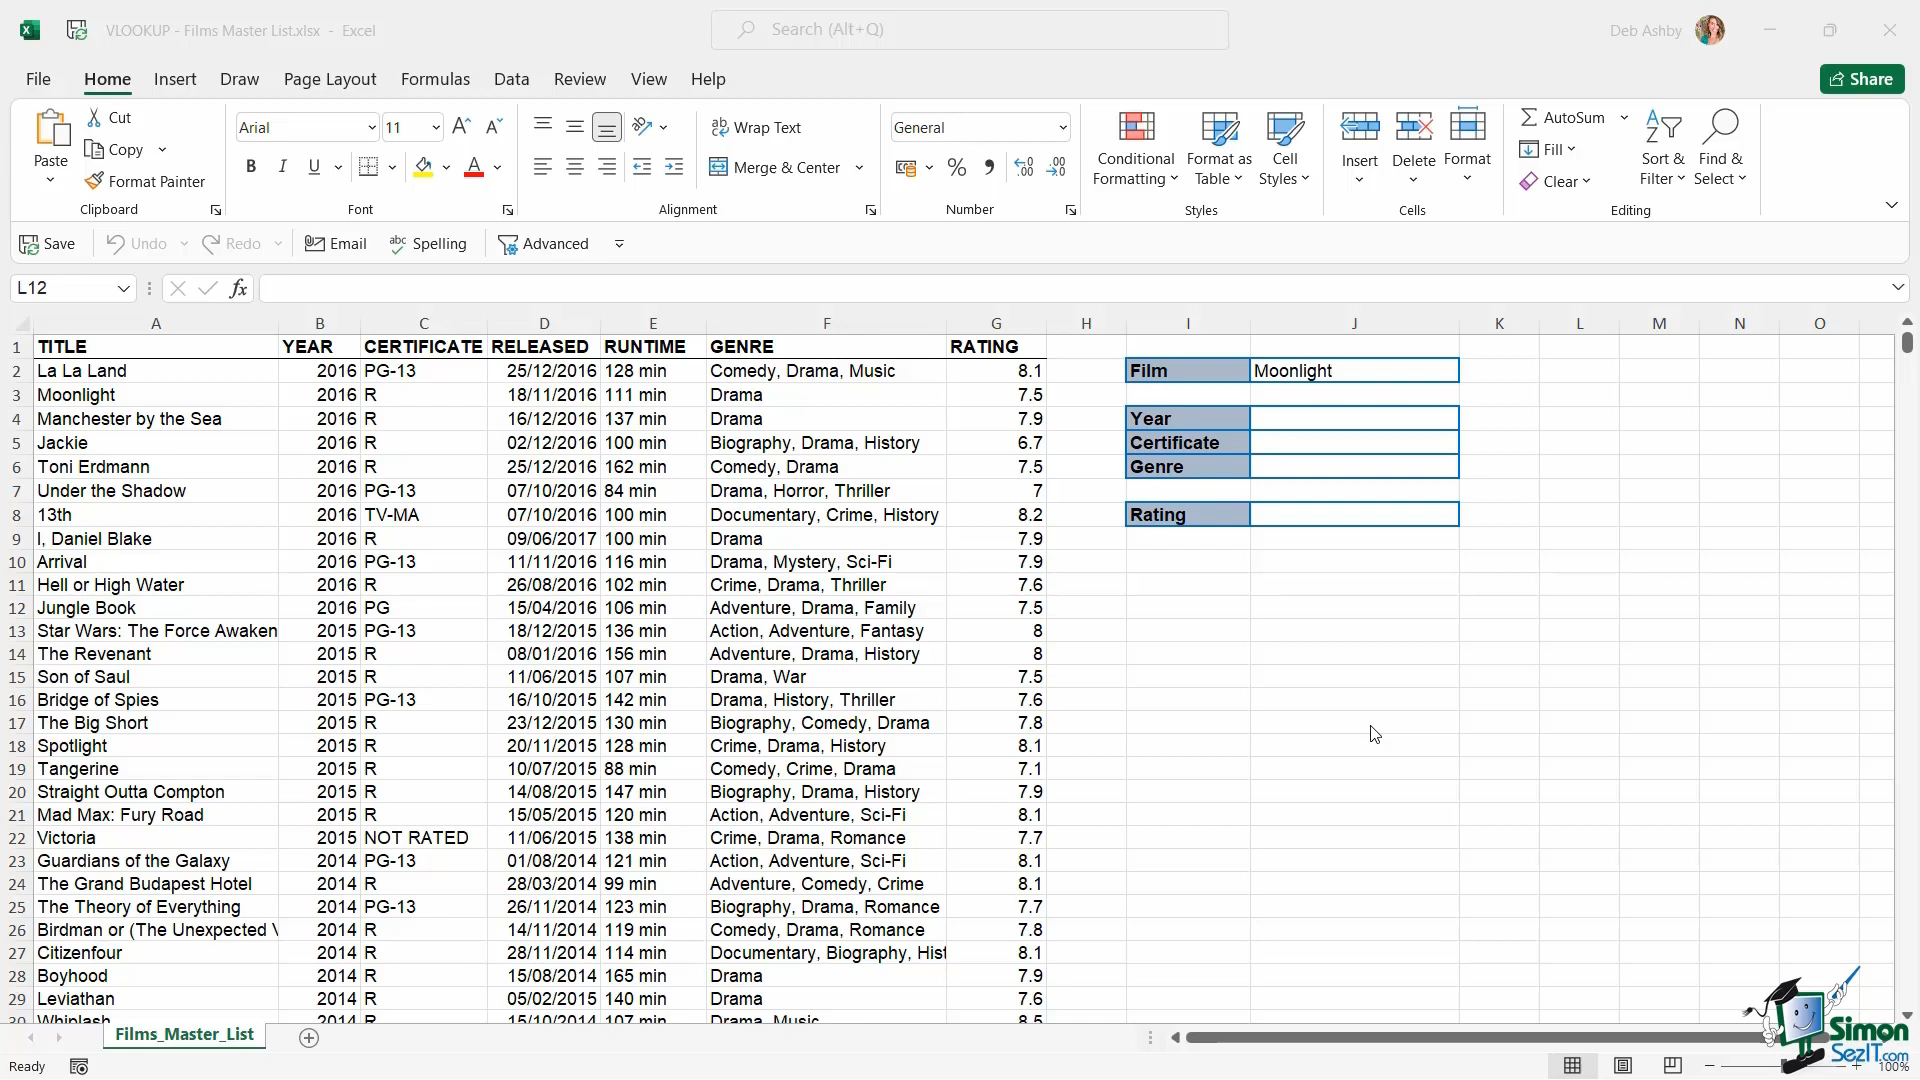 VLOOKUP - Films Master List.xlsx - Excel
Search (Alt+Q)
Deb Ashby
File Home Insert Draw Page Layout Formulas Data Review View Help
Share
Paste
Cut
Copy
Format Painter
Clipboard
Arial 11
B I U A
Font
ab Wrap Text
Merge & Center
Alignment
General
% 9 .00 .00
Number
Conditional Formatting
Format as Table
Cell Styles
Styles
Insert Delete Format
Cells
AutoSum
Fill
Clear
Sort & Filter
Find & Select
Editing
Save Undo Redo Email abc Spelling Advanced
L12 fx
A B C D E F G H I J K L M N O
1 TITLE YEAR CERTIFICATE RELEASED RUNTIME GENRE RATING
2 La La Land 2016 PG-13 25/12/2016 128 min Comedy, Drama, Music 8.1 Film Moonlight
3 Moonlight 2016 R 18/11/2016 111 min Drama 7.5
4 Manchester by the Sea 2016 R 16/12/2016 137 min Drama 7.9 Year
5 Jackie 2016 R 02/12/2016 100 min Biography, Drama, History 6.7 Certificate
6 Toni Erdmann 2016 R 25/12/2016 162 min Comedy, Drama 7.5 Genre
7 Under the Shadow 2016 PG-13 07/10/2016 84 min Drama, Horror, Thriller 7
8 13th 2016 TV-MA 07/10/2016 100 min Documentary, Crime, History 8.2 Rating
9 I, Daniel Blake 2016 R 09/06/2017 100 min Drama 7.9
10 Arrival 2016 PG-13 11/11/2016 116 min Drama, Mystery, Sci-Fi 7.9
11 Hell or High Water 2016 R 26/08/2016 102 min Crime, Drama, Thriller 7.6
12 Jungle Book 2016 PG 15/04/2016 106 min Adventure, Drama, Family 7.5
13 Star Wars: The Force Awaken 2015 PG-13 18/12/2015 136 min Action, Adventure, Fantasy 8
14 The Revenant 2015 R 08/01/2016 156 min Adventure, Drama, History 8
15 Son of Saul 2015 R 11/06/2015 107 min Drama, War 7.5
16 Bridge of Spies 2015 PG-13 16/10/2015 142 min Drama, History, Thriller 7.6
17 The Big Short 2015 R 23/12/2015 130 min Biography, Comedy, Drama 7.8
18 Spotlight 2015 R 20/11/2015 128 min Crime, Drama, History 8.1
19 Tangerine 2015 R 10/07/2015 88 min Comedy, Crime, Drama 7.1
20 Straight Outta Compton 2015 R 14/08/2015 147 min Biography, Drama, History 7.9
21 Mad Max: Fury Road 2015 R 15/05/2015 120 min Action, Adventure, Sci-Fi 8.1
22 Victoria 2015 NOT RATED 11/06/2015 138 min Crime, Drama, Romance 7.7
23 Guardians of the Galaxy 2014 PG-13 01/08/2014 121 min Action, Adventure, Sci-Fi 8.1
24 The Grand Budapest Hotel 2014 R 28/03/2014 99 min Adventure, Comedy, Crime 8.1
25 The Theory of Everything 2014 PG-13 26/11/2014 123 min Biography, Drama, Romance 7.7
26 Birdman or (The Unexpected 2014 R 14/11/2014 119 min Comedy, Drama, Romance 7.8
27 Citizenfour 2014 R 28/11/2014 114 min Documentary, Biography, Hist 8.1
28 Boyhood 2014 R 15/08/2014 165 min Drama 7.9
29 Leviathan 2014 R 05/02/2015 140 min Drama 7.6
30 Whiplash 2014 R 15/10/2014 107 min Drama, Music 8.5
Films_Master_List
Simon
SezIT.com
Ready
100%